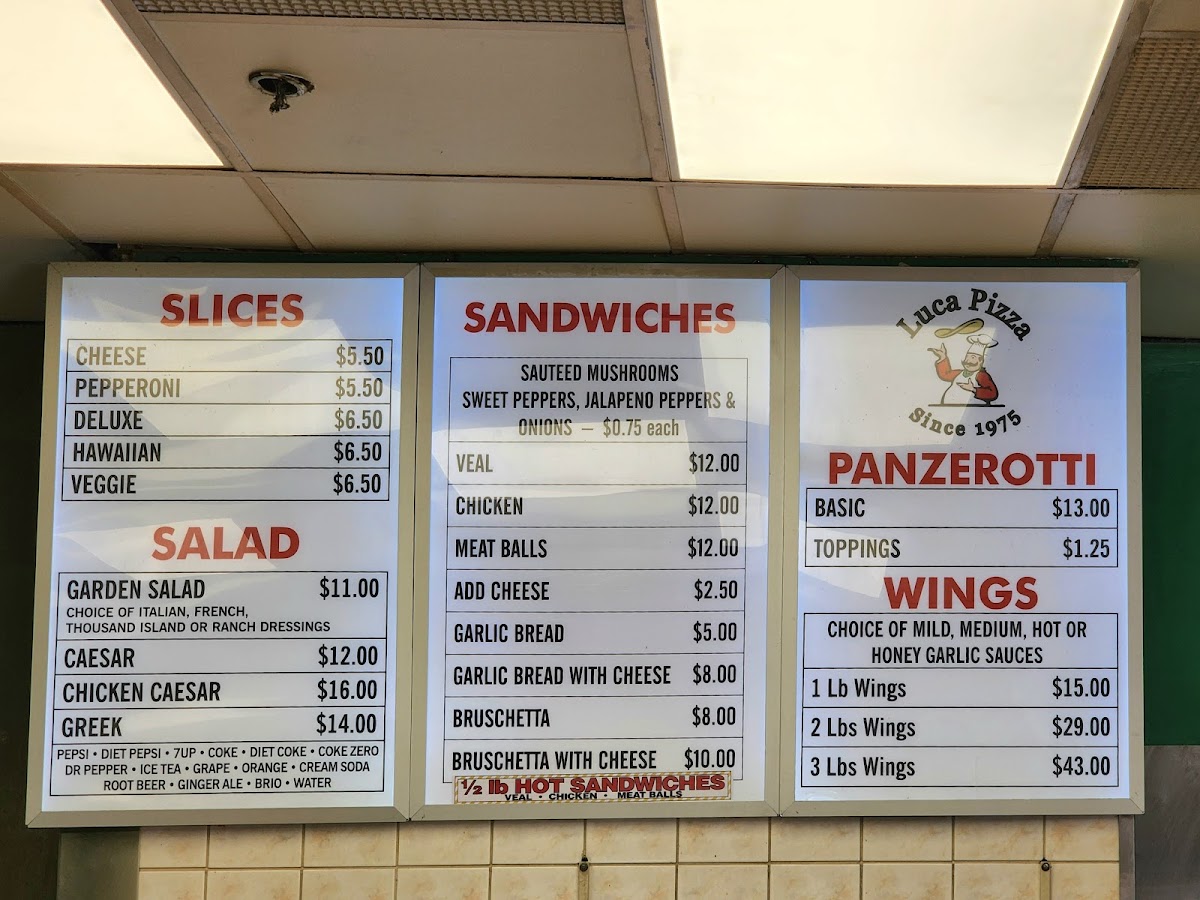 SLICES
CHEESE $5.50
PEPPERONI $5.50
DELUXE $6.50
HAWAIIAN $6.50
VEGGIE $6.50
SALAD
GARDEN SALAD $11.00
CHOICE OF ITALIAN, FRENCH,
THOUSAND ISLAND OR RANCH DRESSINGS
CAESAR $12.00
CHICKEN CAESAR $16.00
GREEK $14.00
PEPSI • DIET PEPSI • 7UP • COKE • DIET COKE • COKE ZERO
DR PEPPER • ICE TEA • GRAPE • ORANGE • CREAM SODA
ROOT BEER • GINGER ALE • BRIO • WATER
SANDWICHES
SAUTEED MUSHROOMS
SWEET PEPPERS, JALAPENO PEPPERS &
ONIONS – $0.75 each
VEAL $12.00
CHICKEN $12.00
MEAT BALLS $12.00
ADD CHEESE $2.50
GARLIC BREAD $5.00
GARLIC BREAD WITH CHEESE $8.00
BRUSCHETTA $8.00
BRUSCHETTA WITH CHEESE $10.00
½ lb HOT SANDWICHES
VEAL • CHICKEN • MEAT BALLS
Luca Pizza
Since 1975
PANZEROTTI
BASIC $13.00
TOPPINGS $1.25
WINGS
CHOICE OF MILD, MEDIUM, HOT OR
HONEY GARLIC SAUCES
1 Lb Wings $15.00
2 Lbs Wings $29.00
3 Lbs Wings $43.00